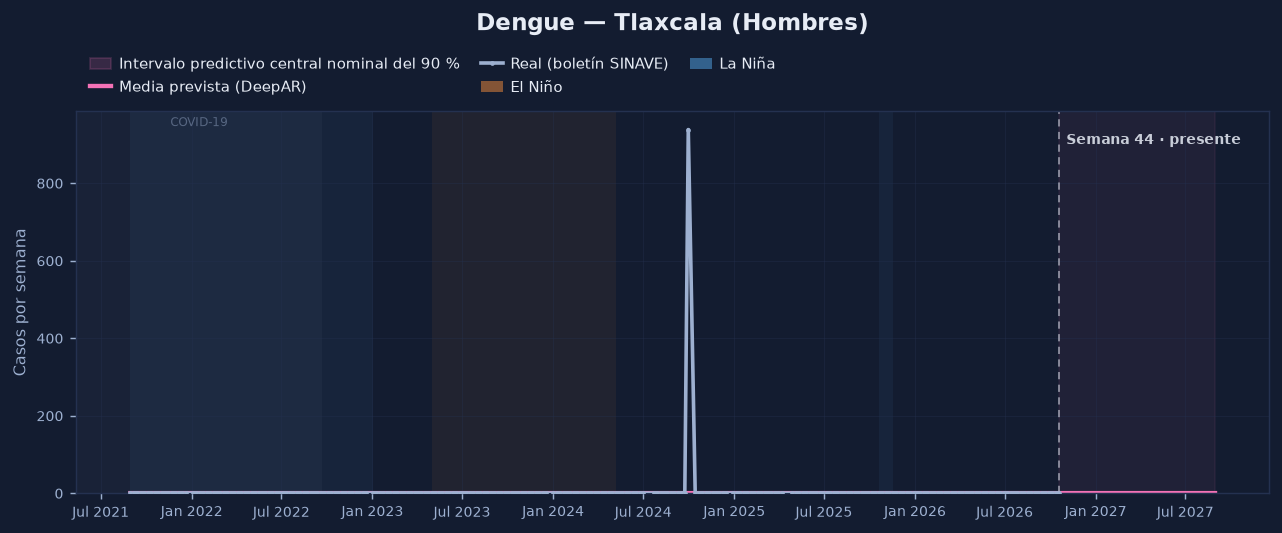 Dengue — Tlaxcala (Hombres)
Intervalo predictivo central nominal del 90 %
Real (boletín SINAVE)
La Niña
Media prevista (DeepAR)
El Niño
COVID-19
Semana 44 · presente
Casos por semana
800
600
400
200
0
Jul 2021 Jan 2022 Jul 2022 Jan 2023 Jul 2023 Jan 2024 Jul 2024 Jan 2025 Jul 2025 Jan 2026 Jul 2026 Jan 2027 Jul 2027